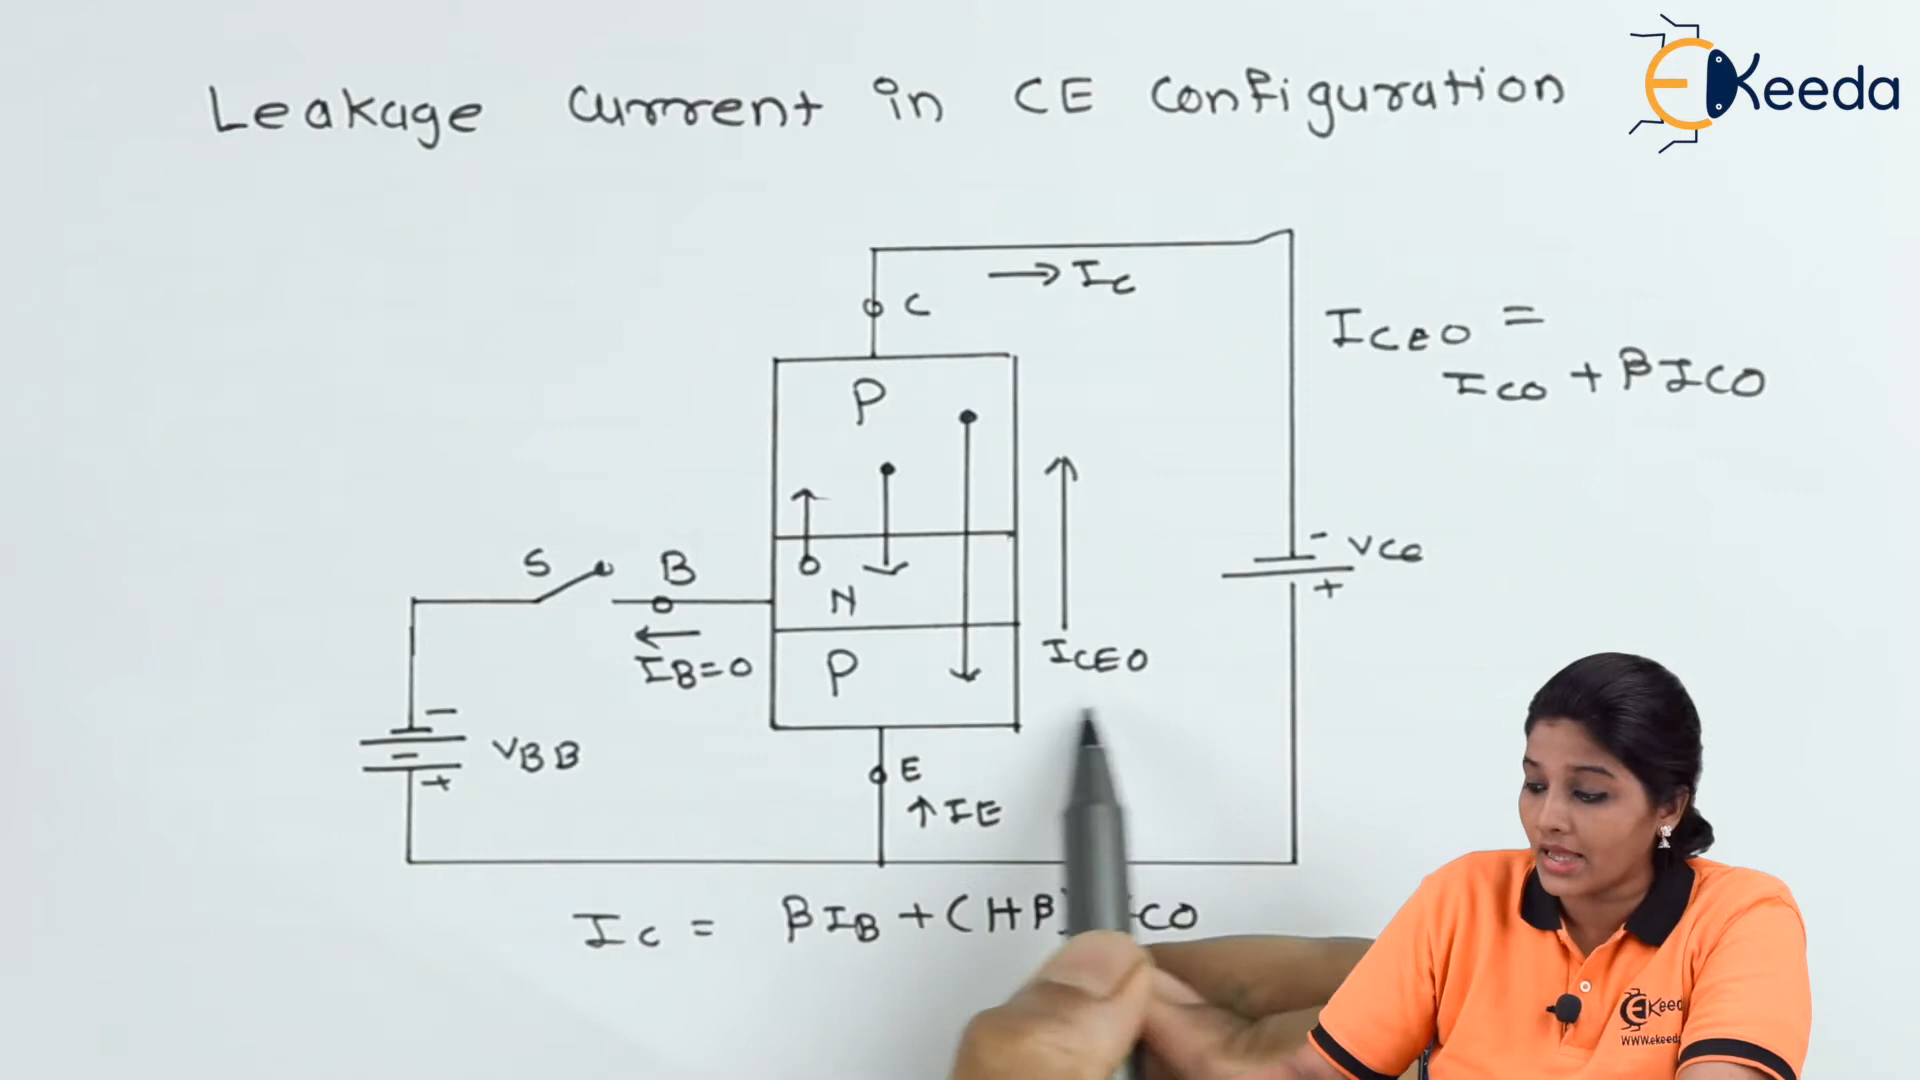 Leakage current in CE configuration
EKeeda
→ IC
C
ICEO =
ICO + βICO
P
S
B
N
- VCE
+
← IB=0
P
ICEO
-
VBB
+
E
↑ IE
IC = βIB + (1+β) CO
EKeed
www.ekeeda